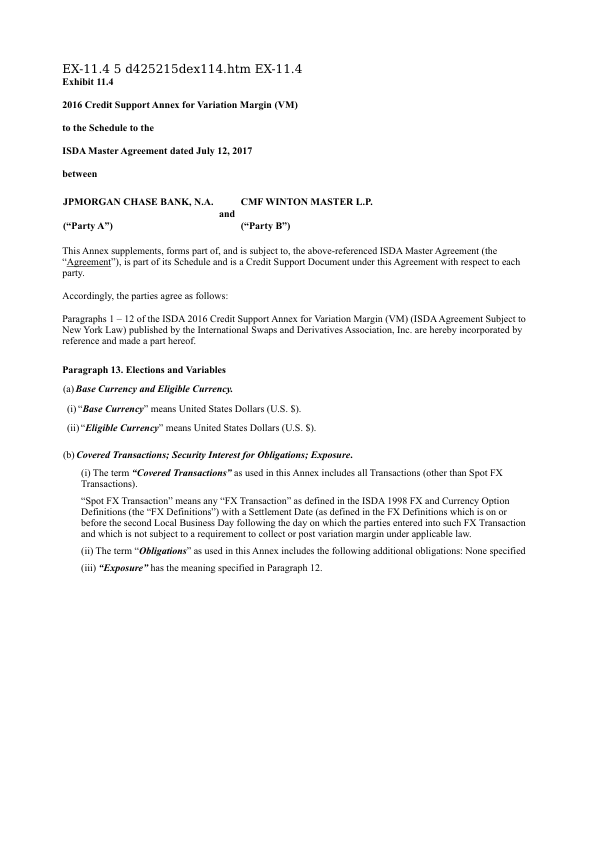 EX-11.4 5 d425215dex114.htm EX-11.4
Exhibit 11.4
2016 Credit Support Annex for Variation Margin (VM)
to the Schedule to the
ISDA Master Agreement dated July 12, 2017
between
JPMORGAN CHASE BANK, N.A. CMF WINTON MASTER L.P.
and
(“Party A”) (“Party B”)
This Annex supplements, forms part of, and is subject to, the above-referenced ISDA Master Agreement (the
“Agreement”), is part of its Schedule and is a Credit Support Document under this Agreement with respect to each
party.
Accordingly, the parties agree as follows:
Paragraphs 1 – 12 of the ISDA 2016 Credit Support Annex for Variation Margin (VM) (ISDA Agreement Subject to
New York Law) published by the International Swaps and Derivatives Association, Inc. are hereby incorporated by
reference and made a part hereof.
Paragraph 13. Elections and Variables
(a) Base Currency and Eligible Currency.
(i) “Base Currency” means United States Dollars (U.S. $).
(ii) “Eligible Currency” means United States Dollars (U.S. $).
(b) Covered Transactions; Security Interest for Obligations; Exposure.
(i) The term “Covered Transactions” as used in this Annex includes all Transactions (other than Spot FX
Transactions).
“Spot FX Transaction” means any “FX Transaction” as defined in the ISDA 1998 FX and Currency Option
Definitions (the “FX Definitions”) with a Settlement Date (as defined in the FX Definitions which is on or
before the second Local Business Day following the day on which the parties entered into such FX Transaction
and which is not subject to a requirement to collect or post variation margin under applicable law.
(ii) The term “Obligations” as used in this Annex includes the following additional obligations: None specified
(iii) “Exposure” has the meaning specified in Paragraph 12.